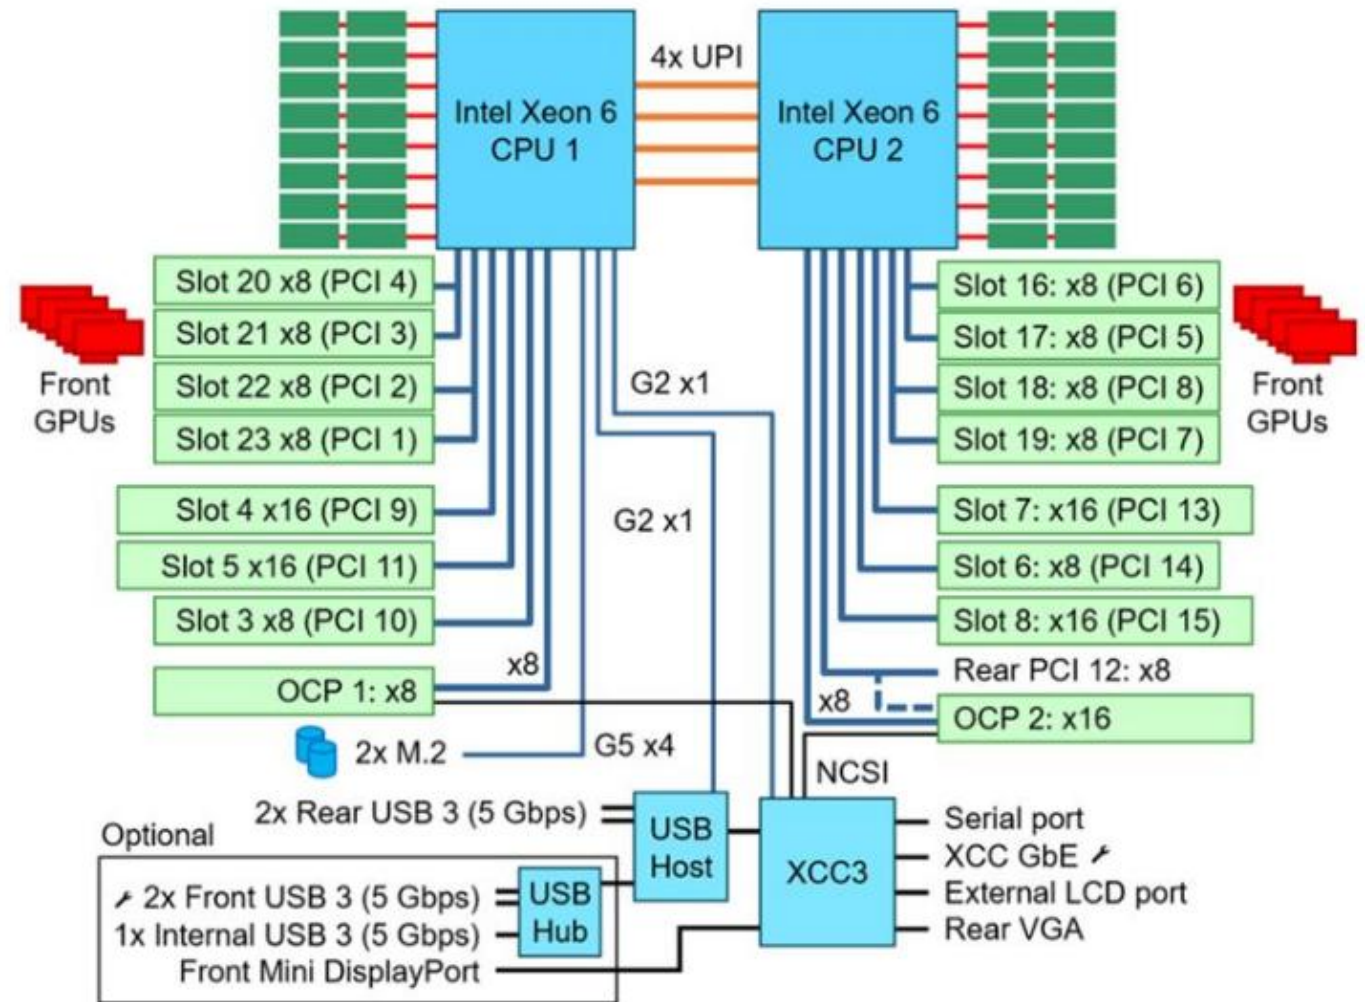 4x UPI
Intel Xeon 6
CPU 1
Intel Xeon 6
CPU 2
Slot 20 x8 (PCI 4)
Slot 21 x8 (PCI 3)
Slot 22 x8 (PCI 2)
Slot 23 x8 (PCI 1)
Front
GPUs
Slot 4 x16 (PCI 9)
Slot 5 x16 (PCI 11)
Slot 3 x8 (PCI 10)
x8
OCP 1: x8
2x M.2
G5 x4
G2 x1
G2 x1
Slot 16: x8 (PCI 6)
Slot 17: x8 (PCI 5)
Slot 18: x8 (PCI 8)
Slot 19: x8 (PCI 7)
Front
GPUs
Slot 7: x16 (PCI 13)
Slot 6: x8 (PCI 14)
Slot 8: x16 (PCI 15)
Rear PCI 12: x8
x8
OCP 2: x16
NCSI
2x Rear USB 3 (5 Gbps)
USB
Host
XCC3
Serial port
XCC GbE
External LCD port
Rear VGA
Optional
2x Front USB 3 (5 Gbps)
1x Internal USB 3 (5 Gbps)
USB
Hub
Front Mini DisplayPort